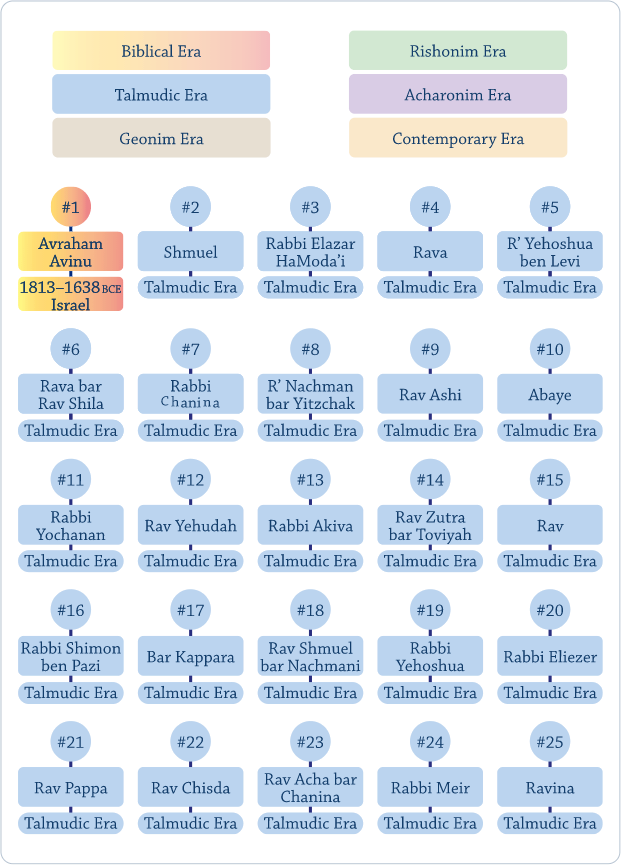 Biblical Era
Rishonim Era
Talmudic Era
Acharonim Era
Geonim Era
Contemporary Era
#1
#2
#3
#4
#5
Avraham
Avinu
Shmuel
Rabbi Elazar
HaModa’i
Rava
R’ Yehoshua
ben Levi
1813–1638 BCE
Israel
Talmudic Era
Talmudic Era
Talmudic Era
Talmudic Era
#6
#7
#8
#9
#10
Rava bar
Rav Shila
Rabbi
Chanina
R’ Nachman
bar Yitzchak
Rav Ashi
Abaye
Talmudic Era
Talmudic Era
Talmudic Era
Talmudic Era
Talmudic Era
#11
#12
#13
#14
#15
Rabbi
Yochanan
Rav Yehudah
Rabbi Akiva
Rav Zutra
bar Toviyah
Rav
Talmudic Era
Talmudic Era
Talmudic Era
Talmudic Era
Talmudic Era
#16
#17
#18
#19
#20
Rabbi Shimon
ben Pazi
Bar Kappara
Rav Shmuel
bar Nachmani
Rabbi
Yehoshua
Rabbi Eliezer
Talmudic Era
Talmudic Era
Talmudic Era
Talmudic Era
Talmudic Era
#21
#22
#23
#24
#25
Rav Pappa
Rav Chisda
Rav Acha bar
Chanina
Rabbi Meir
Ravina
Talmudic Era
Talmudic Era
Talmudic Era
Talmudic Era
Talmudic Era